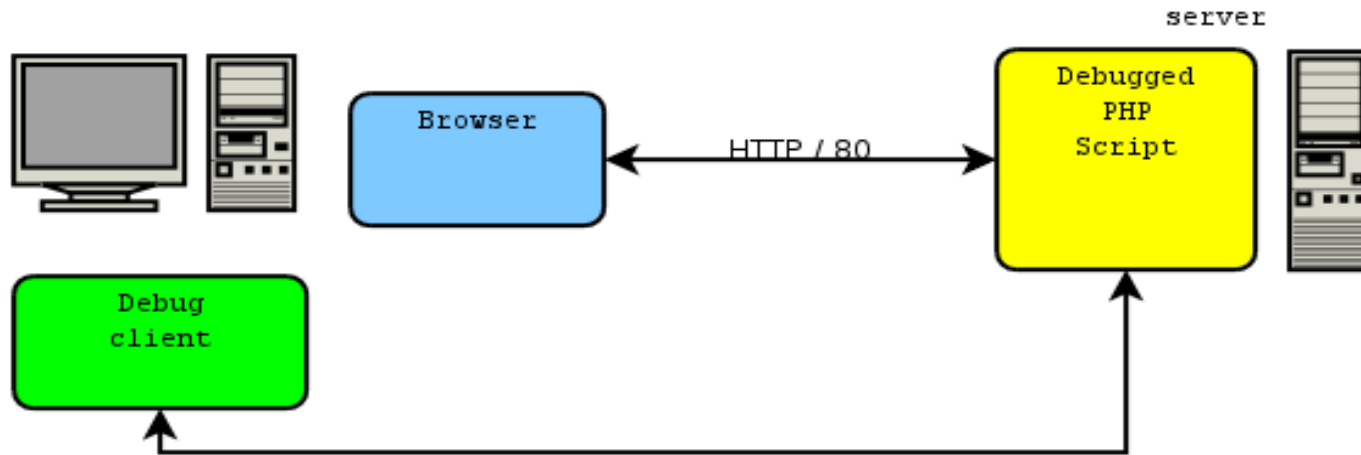 server
Browser
HTTP / 80
Debugged
PHP
Script
Debug
client